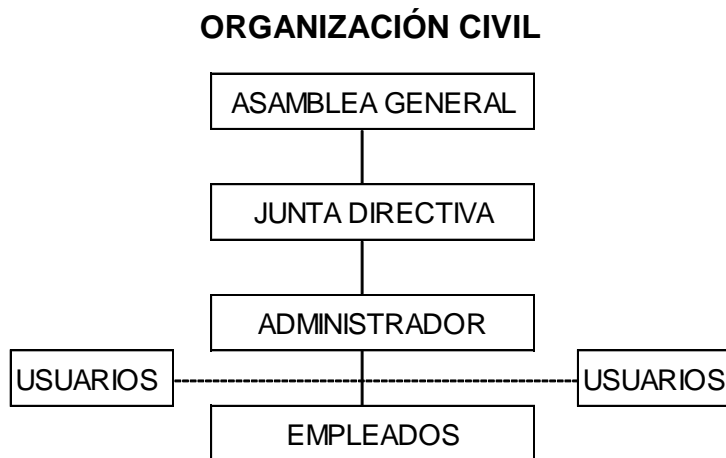 ORGANIZACIÓN CIVIL
ASAMBLEA GENERAL
JUNTA DIRECTIVA
ADMINISTRADOR
USUARIOS
USUARIOS
EMPLEADOS